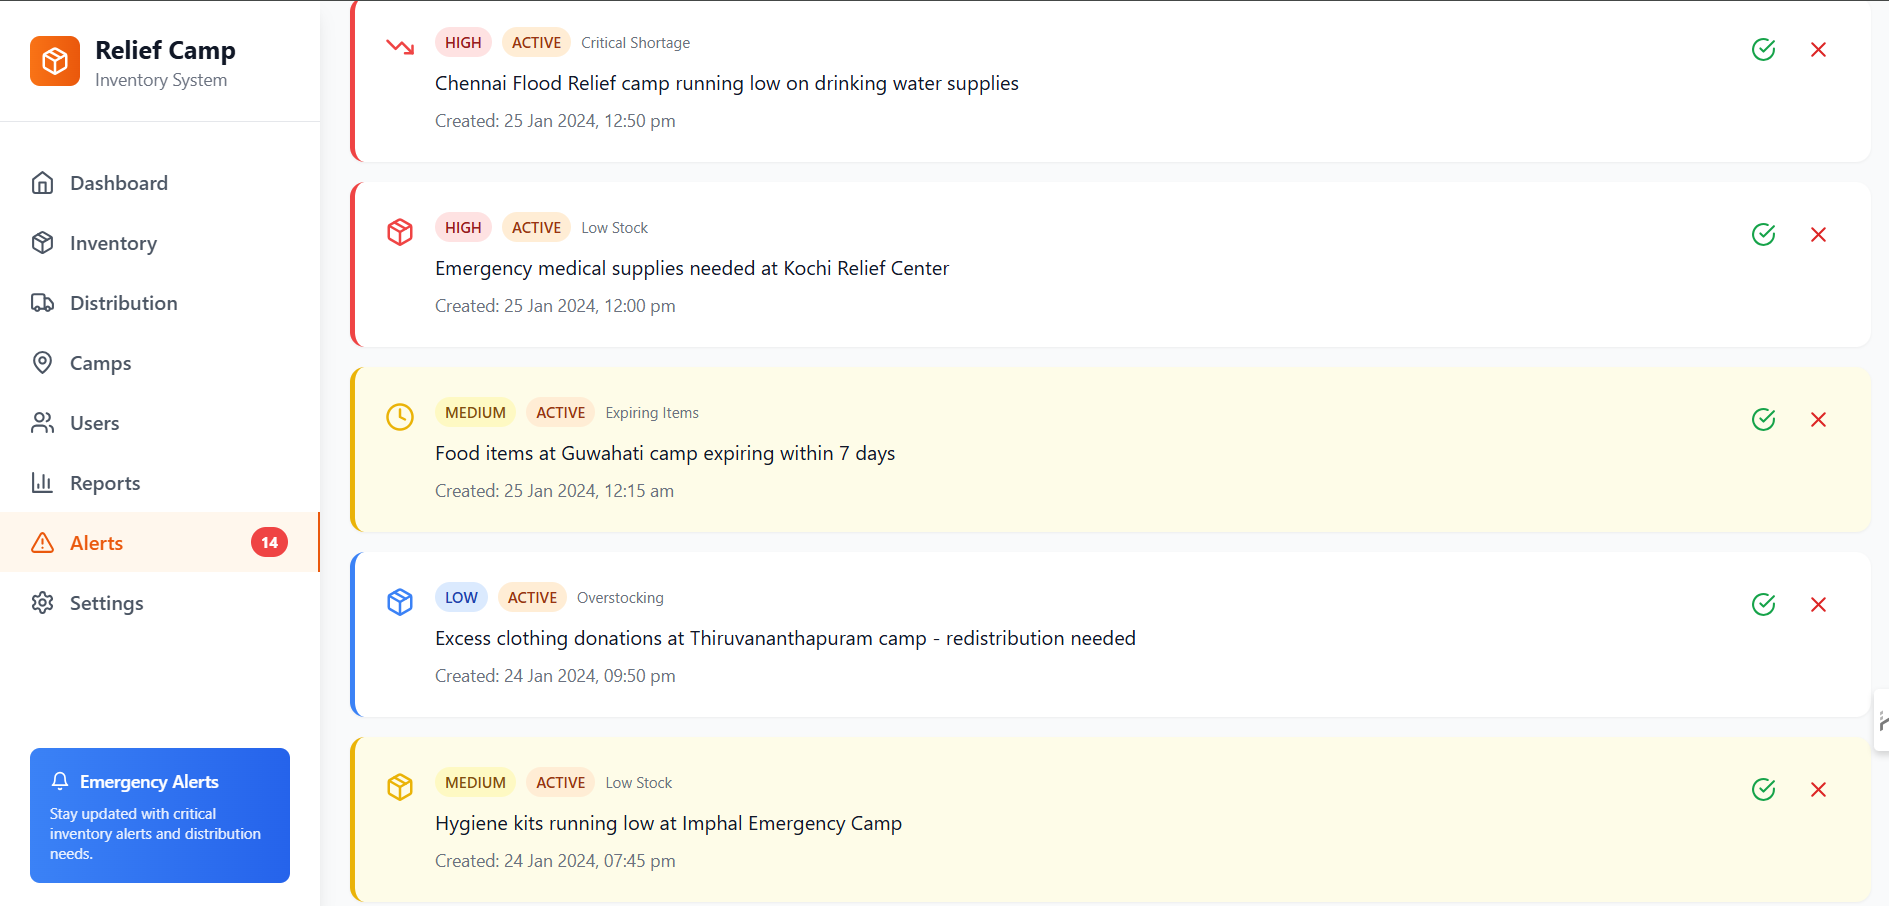 Relief Camp
Inventory System
Dashboard
Inventory
Distribution
Camps
Users
Reports
Alerts 14
Settings
Emergency Alerts
Stay updated with critical
inventory alerts and distribution
needs.
HIGH ACTIVE Critical Shortage
Chennai Flood Relief camp running low on drinking water supplies
Created: 25 Jan 2024, 12:50 pm
HIGH ACTIVE Low Stock
Emergency medical supplies needed at Kochi Relief Center
Created: 25 Jan 2024, 12:00 pm
MEDIUM ACTIVE Expiring Items
Food items at Guwahati camp expiring within 7 days
Created: 25 Jan 2024, 12:15 am
LOW ACTIVE Overstocking
Excess clothing donations at Thiruvananthapuram camp - redistribution needed
Created: 24 Jan 2024, 09:50 pm
MEDIUM ACTIVE Low Stock
Hygiene kits running low at Imphal Emergency Camp
Created: 24 Jan 2024, 07:45 pm